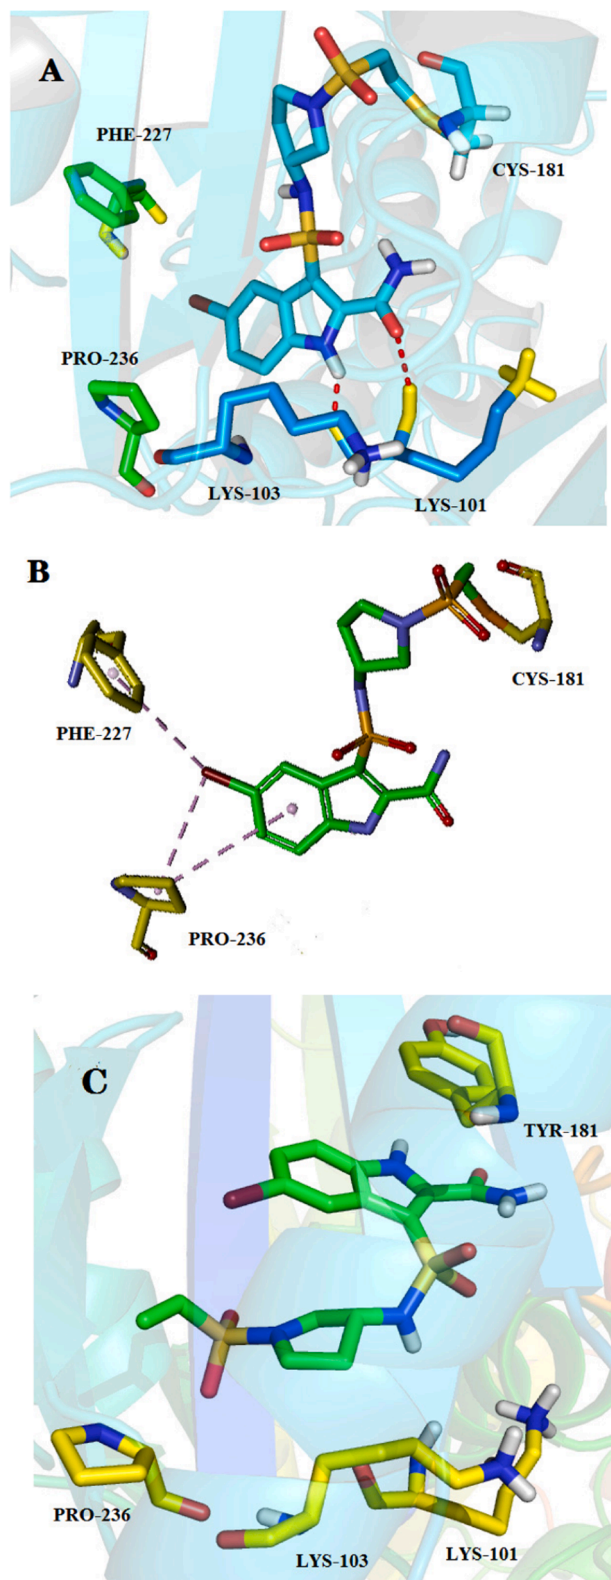 A
PHE-227
CYS-181
PRO-236
LYS-103
LYS-101
B
PHE-227
CYS-181
PRO-236
C
TYR-181
PRO-236
LYS-103
LYS-101